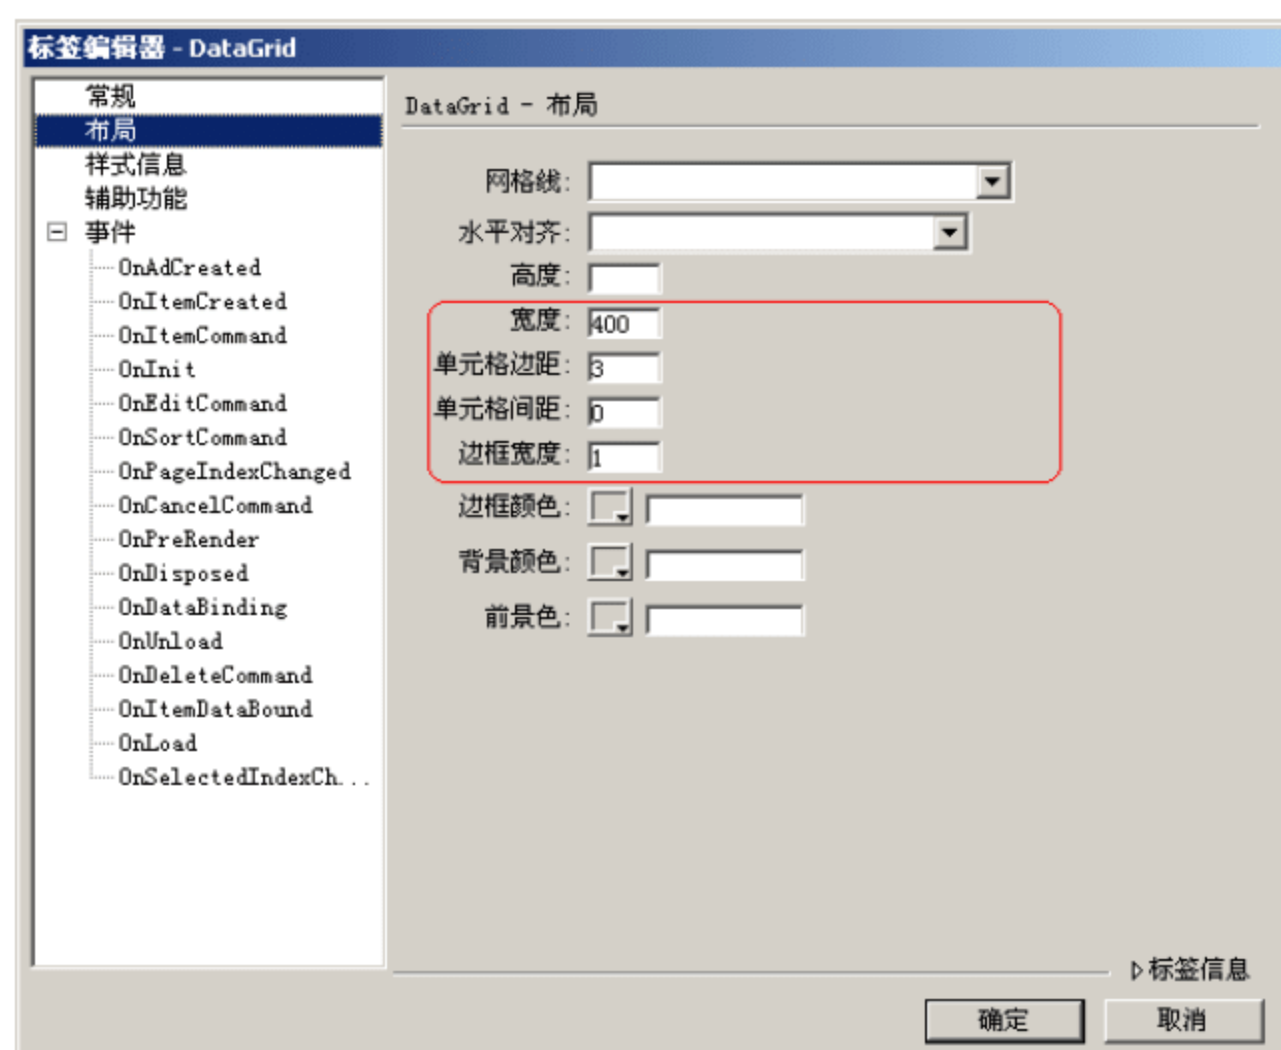 标签编辑器 - DataGrid
常规
布局
样式信息
辅助功能
事件
OnAdCreated
OnItemCreated
OnItemCommand
OnInit
OnEditCommand
OnSortCommand
OnPageIndexChanged
OnCancelCommand
OnPreRender
OnDisposed
OnDataBinding
OnUnload
OnDeleteCommand
OnItemDataBound
OnLoad
OnSelectedIndexCh...
DataGrid - 布局
网格线:
水平对齐:
高度:
宽度: 400
单元格边距: 3
单元格间距: 0
边框宽度: 1
边框颜色:
背景颜色:
前景色:
标签信息
确定 取消